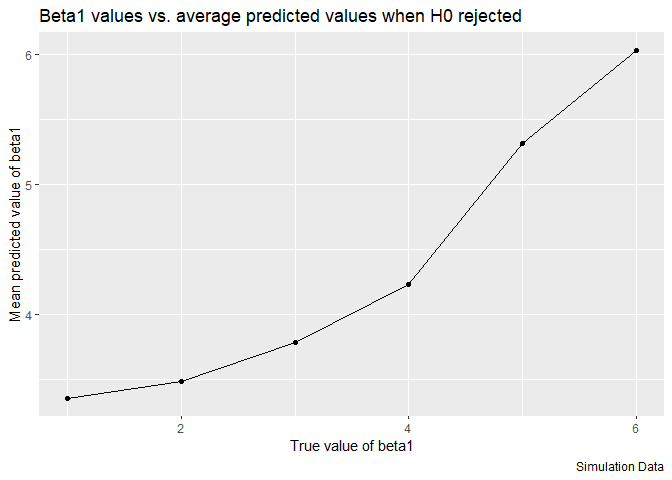 Beta1 values vs. average predicted values when H0 rejected
Mean predicted value of beta1
6
5
4
2
4
6
True value of beta1
Simulation Data